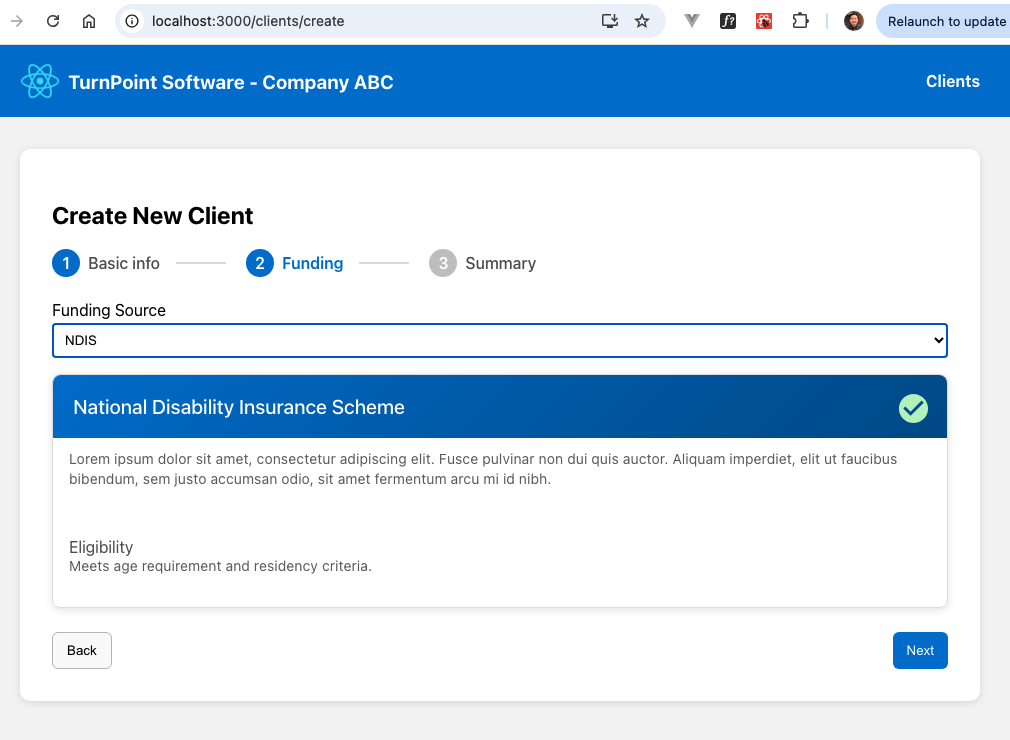 localhost:3000/clients/create
f?
Relaunch to update
TurnPoint Software - Company ABC
Clients
Create New Client
1 Basic info 2 Funding 3 Summary
Funding Source
NDIS
National Disability Insurance Scheme
Lorem ipsum dolor sit amet, consectetur adipiscing elit. Fusce pulvinar non dui quis auctor. Aliquam imperdiet, elit ut faucibus
bibendum, sem justo accumsan odio, sit amet fermentum arcu mi id nibh.
Eligibility
Meets age requirement and residency criteria.
Back
Next